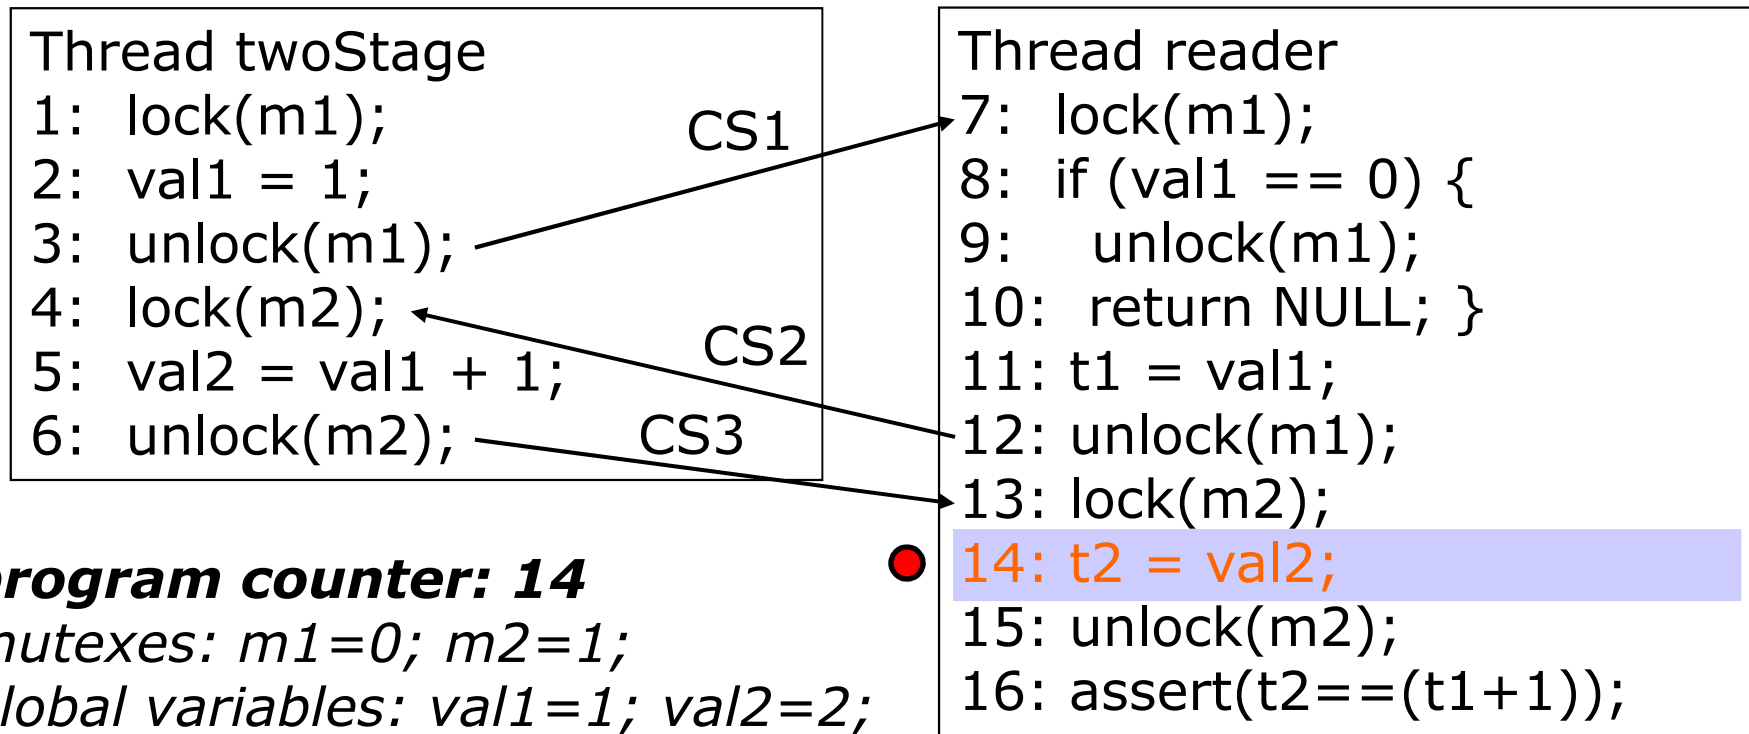 Thread twoStage
1: lock(m1);
2: val1 = 1;
3: unlock(m1);
4: lock(m2);
5: val2 = val1 + 1;
6: unlock(m2);
CS1
CS2
CS3
Thread reader
7: lock(m1);
8: if (val1 == 0) {
9: unlock(m1);
10: return NULL; }
11: t1 = val1;
12: unlock(m1);
13: lock(m2);
14: t2 = val2;
15: unlock(m2);
16: assert(t2==(t1+1));
program counter: 14
mutexes: m1=0; m2=1;
lobal variables: val1=1; val2=2;